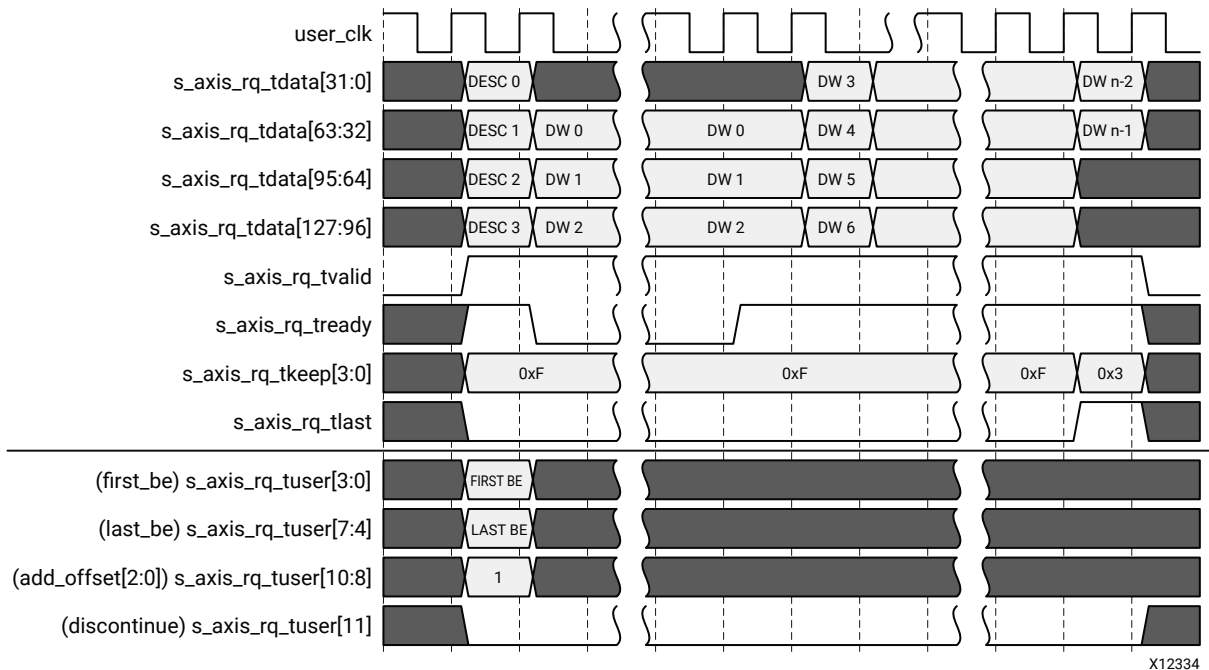 user_clk
s_axis_rq_tdata[31:0] DESC 0 DW 3 DW n-2
s_axis_rq_tdata[63:32] DESC 1 DW 0 DW 0 DW 4 DW n-1
s_axis_rq_tdata[95:64] DESC 2 DW 1 DW 1 DW 5
s_axis_rq_tdata[127:96] DESC 3 DW 2 DW 2 DW 6
s_axis_rq_tvalid
s_axis_rq_tready
s_axis_rq_tkeep[3:0] 0xF 0xF 0xF 0x3
s_axis_rq_tlast
(first_be) s_axis_rq_tuser[3:0] FIRST BE
(last_be) s_axis_rq_tuser[7:4] LAST BE
(add_offset[2:0]) s_axis_rq_tuser[10:8] 1
(discontinue) s_axis_rq_tuser[11]
X12334